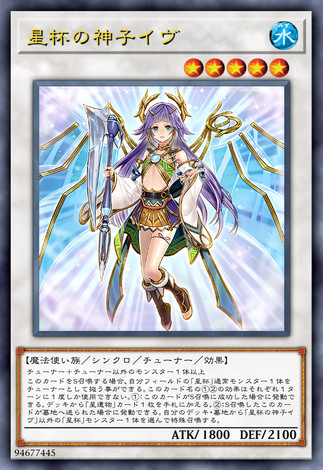 星杯の神子イヴ
水
【魔法使い族／シンクロ／チューナー／効果】
チューナー＋チューナー以外のモンスター１体以上
このカードをS召喚する場合、自分フィールドの「星杯」通常モンスター１体を
チューナーとして扱う事ができる。このカード名の①②の効果はそれぞれ１タ
ーンに１度しか使用できない。①：このカードがS召喚に成功した場合に発動で
きる。デッキから「星遺物」カード１枚を手札に加える。②：S召喚したこのカー
ドが墓地へ送られた場合に発動できる。自分のデッキ・墓地から「星杯の神子イ
ヴ」以外の「星杯」モンスター１体を選んで特殊召喚する。
ATK/ 1800 DEF/2100
94677445